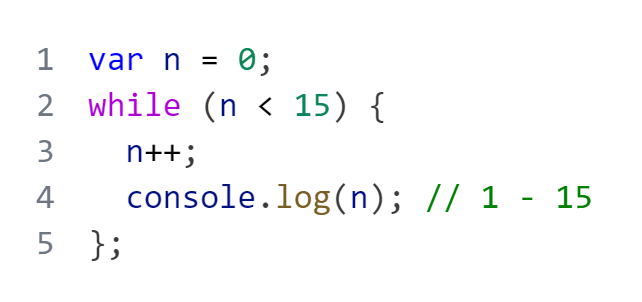 1 var n = 0;
2 while (n < 15) {
3   n++;
4   console.log(n); // 1 - 15
5 };